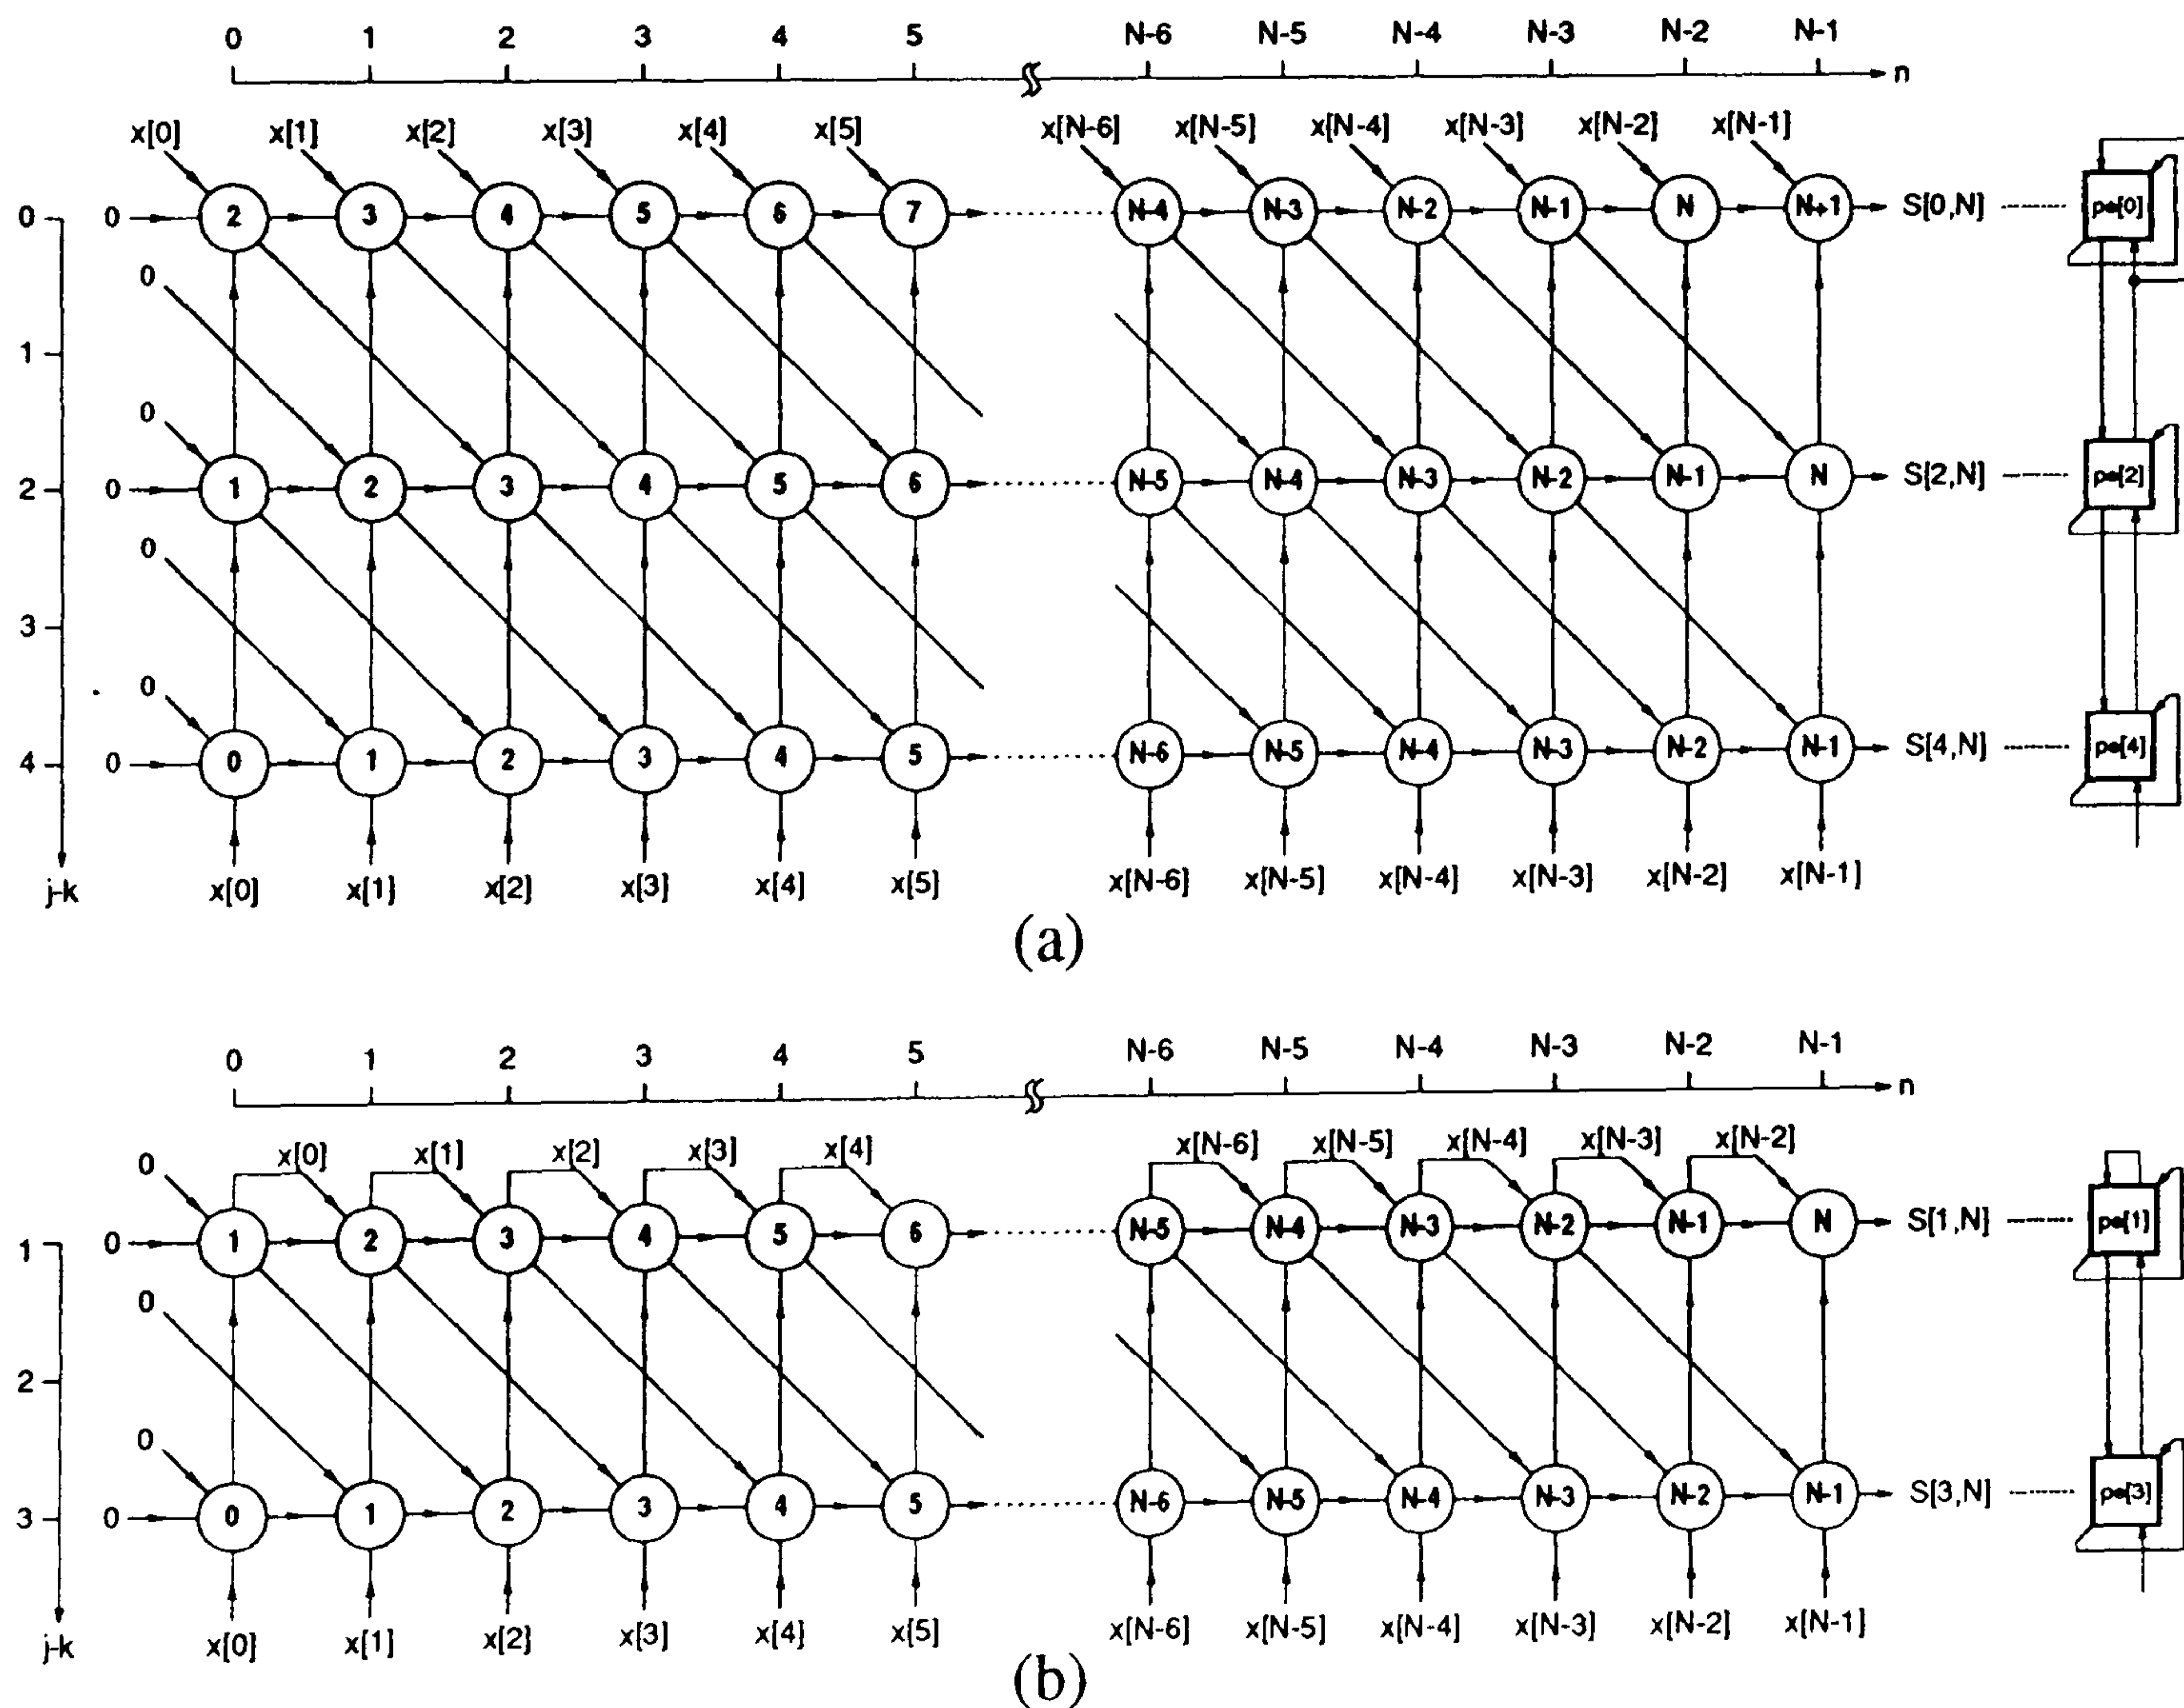 0 1 2 3 4 5 N-6 N-5 N-4 N-3 N-2 N-1
n
x[0] x[1] x[2] x[3] x[4] x[5] x[N-6] x[N-5] x[N-4] x[N-3] x[N-2] x[N-1]
0 0 2 3 4 5 6 7 N-4 N-3 N-2 N-1 N N+1 S[0,N] pe[0]
0
1
0
2 0 1 2 3 4 5 6 N-5 N-4 N-3 N-2 N-1 N S[2,N] pe[2]
0
3
0
4 0 0 1 2 3 4 5 N-6 N-5 N-4 N-3 N-2 N-1 S[4,N] pe[4]
j-k x[0] x[1] x[2] x[3] x[4] x[5] x[N-6] x[N-5] x[N-4] x[N-3] x[N-2] x[N-1]
(a)
0 1 2 3 4 5 N-6 N-5 N-4 N-3 N-2 N-1
n
0 x[0] x[1] x[2] x[3] x[4] x[N-6] x[N-5] x[N-4] x[N-3] x[N-2]
1 0 1 2 3 4 5 6 N-5 N-4 N-3 N-2 N-1 N S[1,N] pe[1]
0
2
0
3 0 0 1 2 3 4 5 N-6 N-5 N-4 N-3 N-2 N-1 S[3,N] pe[3]
j-k x[0] x[1] x[2] x[3] x[4] x[5] x[N-6] x[N-5] x[N-4] x[N-3] x[N-2] x[N-1]
(b)